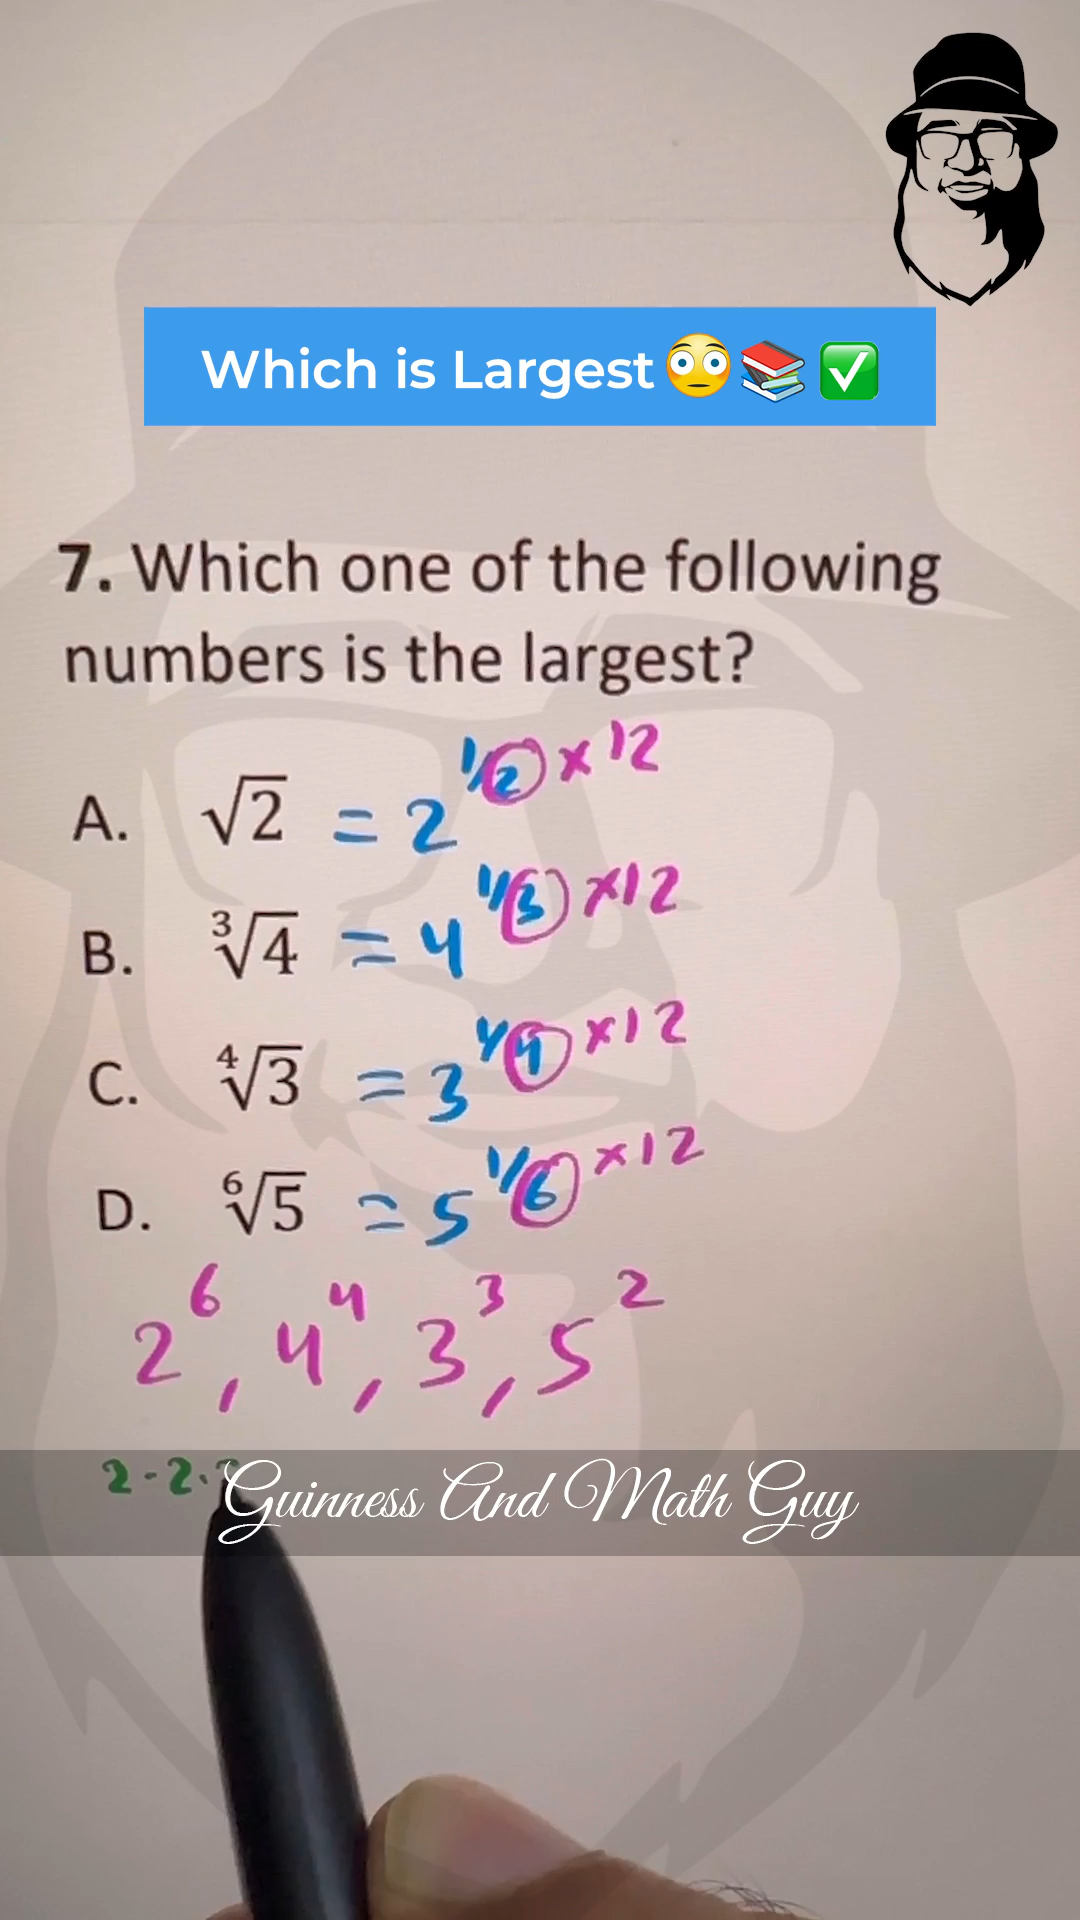 Which is Largest 😳📚✅
7. Which one of the following
numbers is the largest?
A. √2 = 2^1/2 × 12
B. ³√4 = 4^1/3 ×12
C. ⁴√3 = 3^1/4 ×12
D. ⁶√5 = 5^1/6 ×12
2⁶, 4⁴, 3³, 5²
2·2·
Guinness And Math Guy